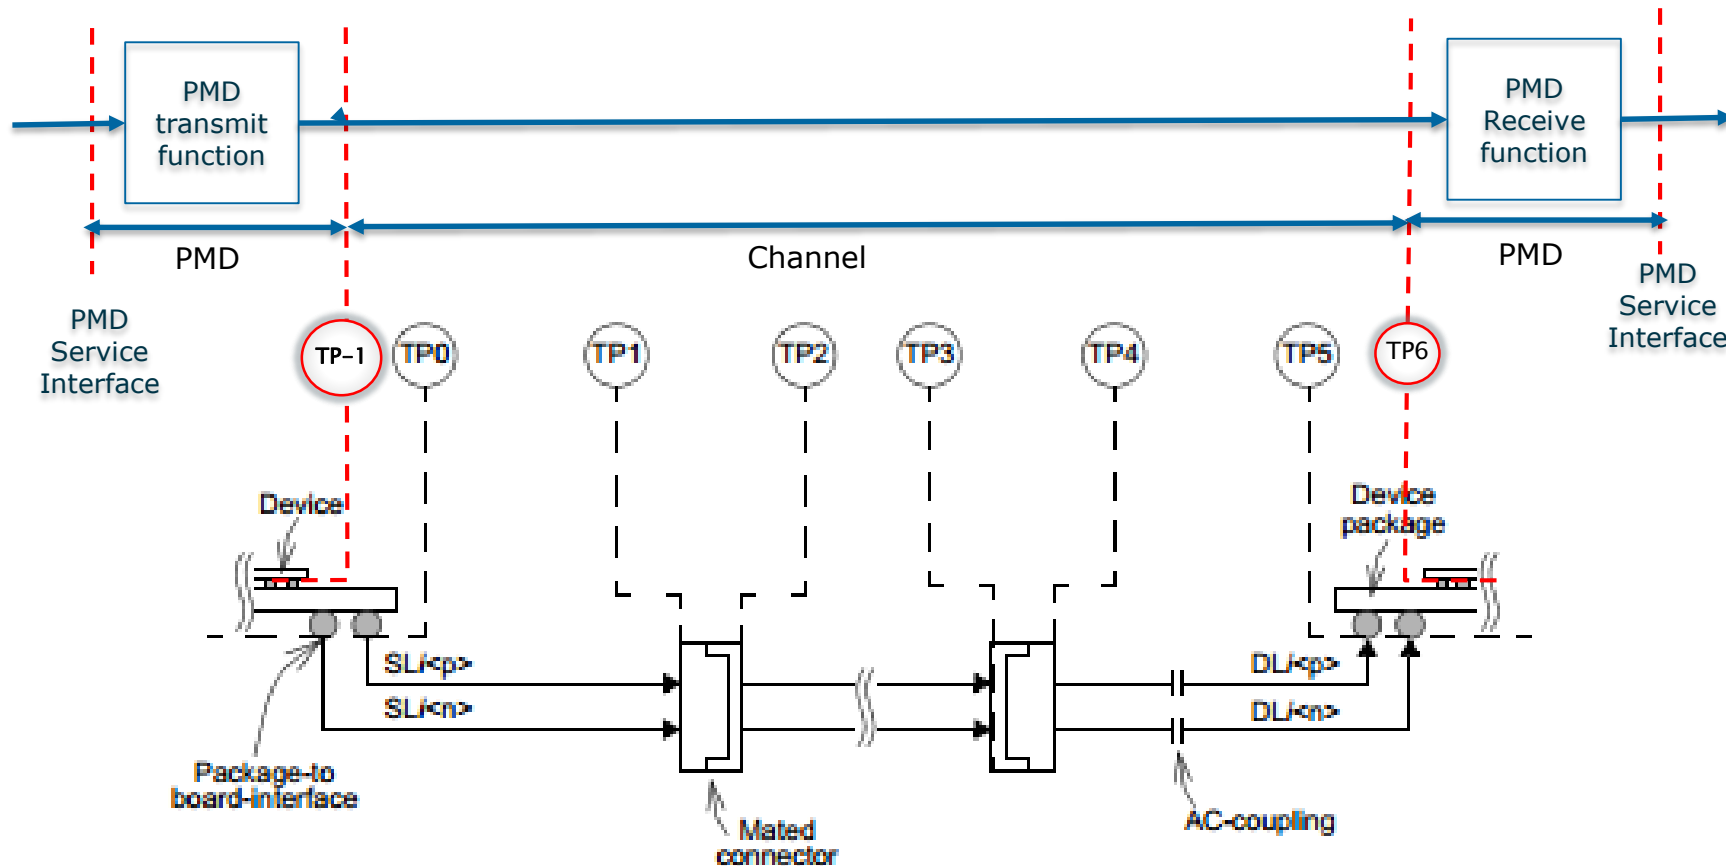 PMD
transmit
function
PMD
Receive
function
PMD
Channel
PMD
PMD
Service
Interface
PMD
Service
Interface
TP-1
TP0
TP1
TP2
TP3
TP4
TP5
TP6
Device
Device
package
SLi<p>
SLi<n>
DLi<p>
DLi<n>
Package-to
board-interface
Mated
connector
AC-coupling